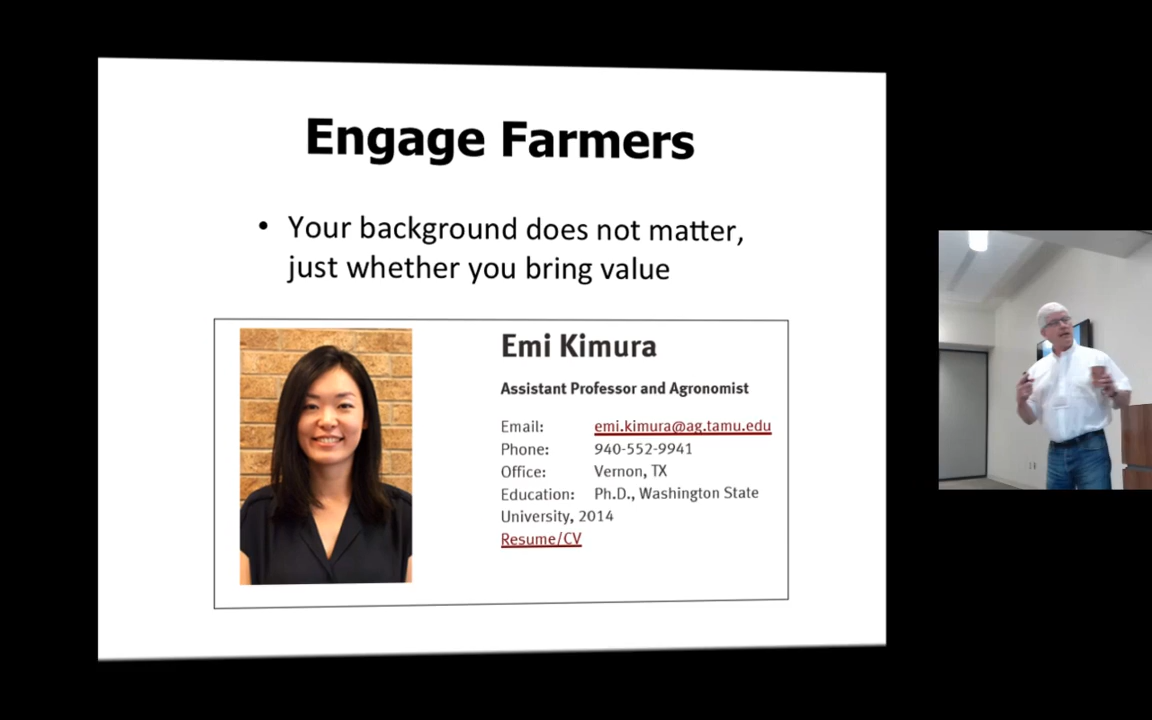 Engage Farmers
• Your background does not matter,
just whether you bring value
Emi Kimura
Assistant Professor and Agronomist
Email: emi.kimura@ag.tamu.edu
Phone: 940-552-9941
Office: Vernon, TX
Education: Ph.D., Washington State
University, 2014
Resume/CV